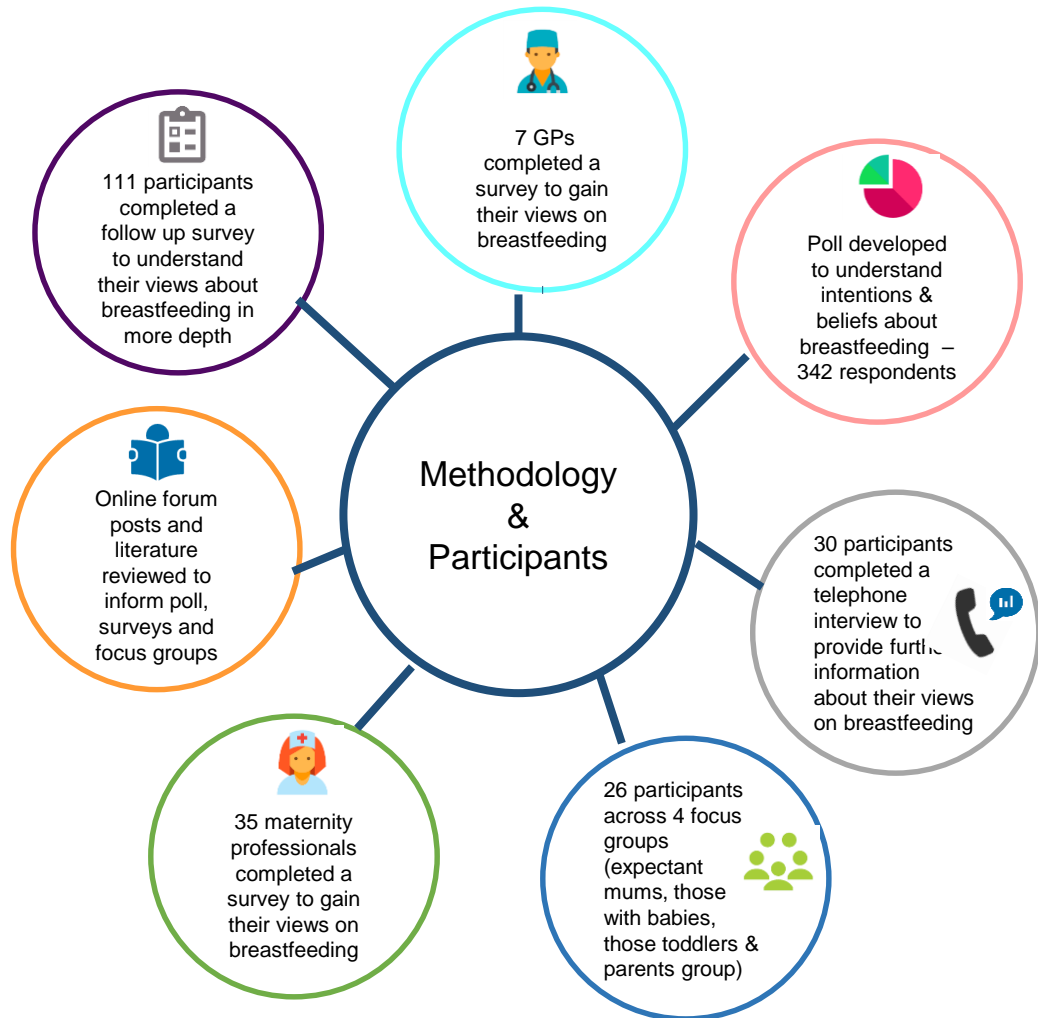 Methodology
&
Participants
7 GPs
completed a
survey to gain
their views on
breastfeeding
Poll developed
to understand
intentions &
beliefs about
breastfeeding –
342 respondents
30 participants
completed a
telephone
interview to
provide
information
about their views
on breastfeeding
26 participants
across 4 focus
groups
(expectant
mums, those
with babies,
those toddlers &
parents group)
35 maternity
professionals
completed a
survey to gain
their views on
breastfeeding
Online forum
posts and
literature
reviewed to
inform poll,
surveys and
focus groups
111 participants
completed a
follow up survey
to understand
their views about
breastfeeding in
more depth